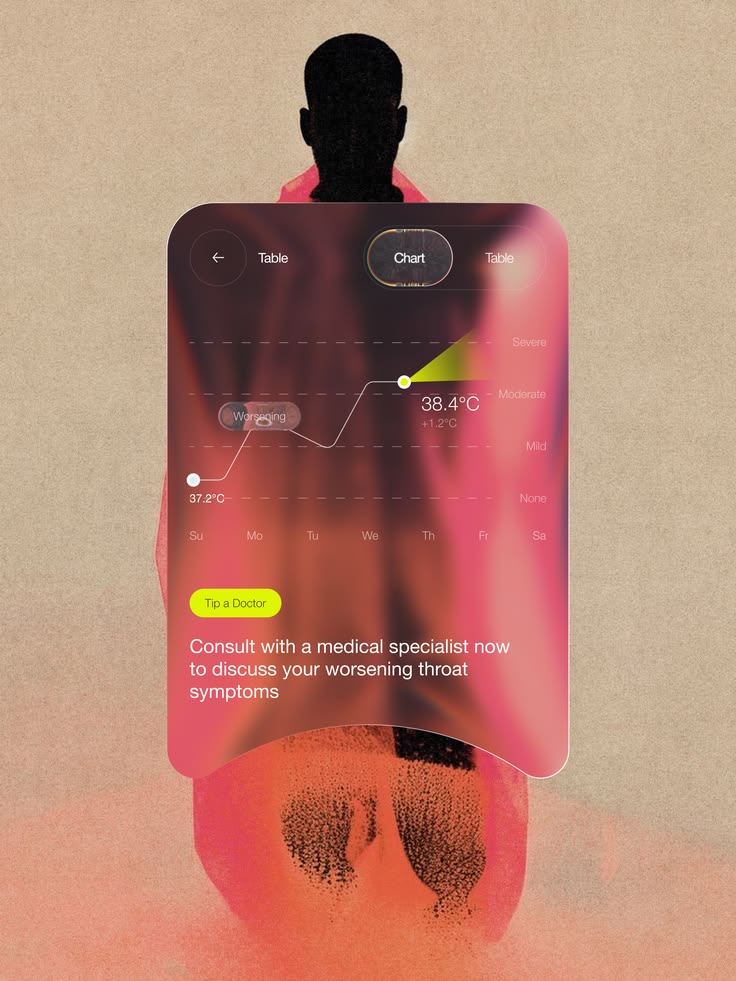 Table
Chart
Table
Severe
Moderate
38.4°C
+1.2°C
Worsening
Mild
37.2°C
None
Su Mo Tu We Th Fr Sa
Tip a Doctor
Consult with a medical specialist now
to discuss your worsening throat
symptoms